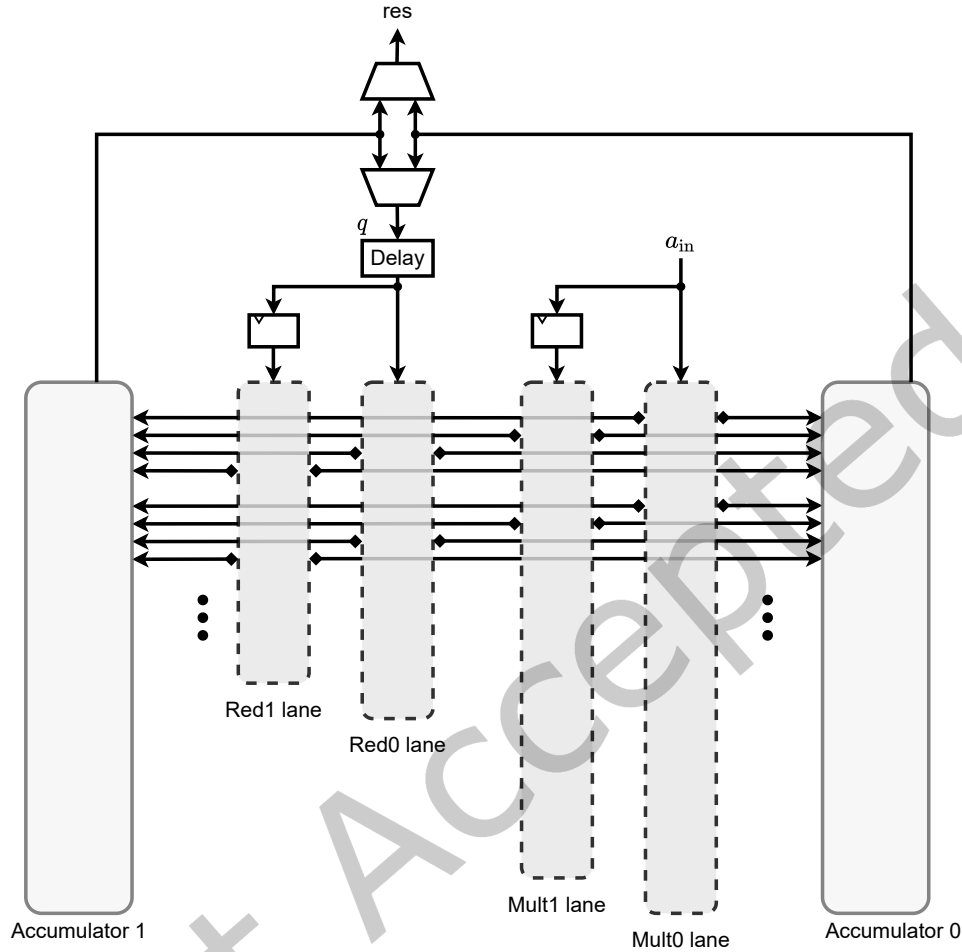 res
q
Delay
a_in
Red1 lane
Red0 lane
Mult1 lane
Accumulator 1
Accumulator 0
Mult0 lane
t Accepted